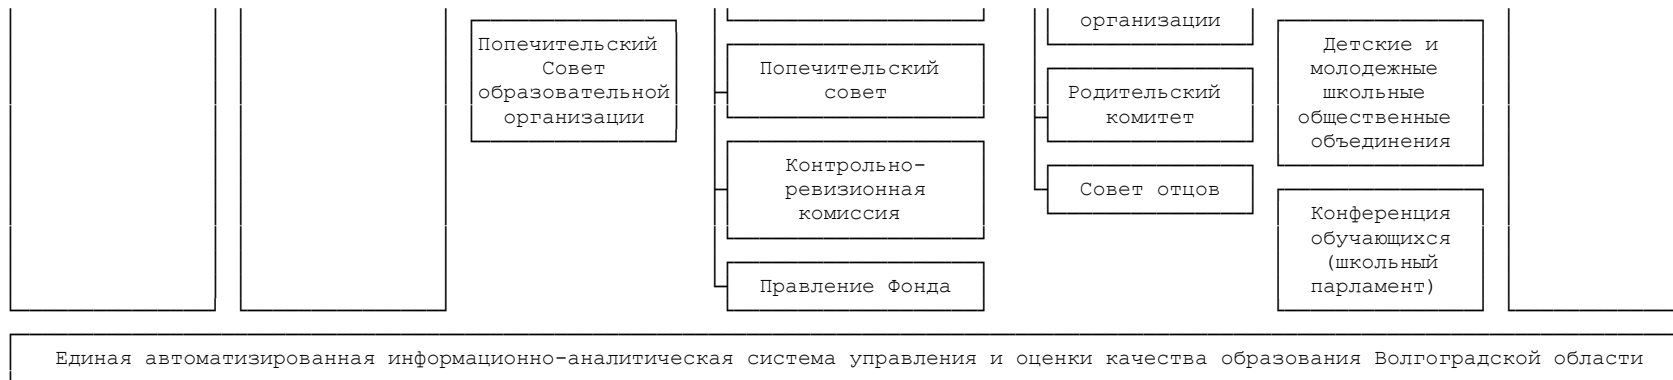 организации
Попечительский
Совет
образовательной
организации
Попечительский
совет
Контрольно-
ревизионная
комиссия
Правление Фонда
Родительский
комитет
Совет отцов
Детские и
молодежные
школьные
общественные
объединения
Конференция
обучающихся
(школьный
парламент)
Единая автоматизированная информационно-аналитическая система управления и оценки качества образования Волгоградской области